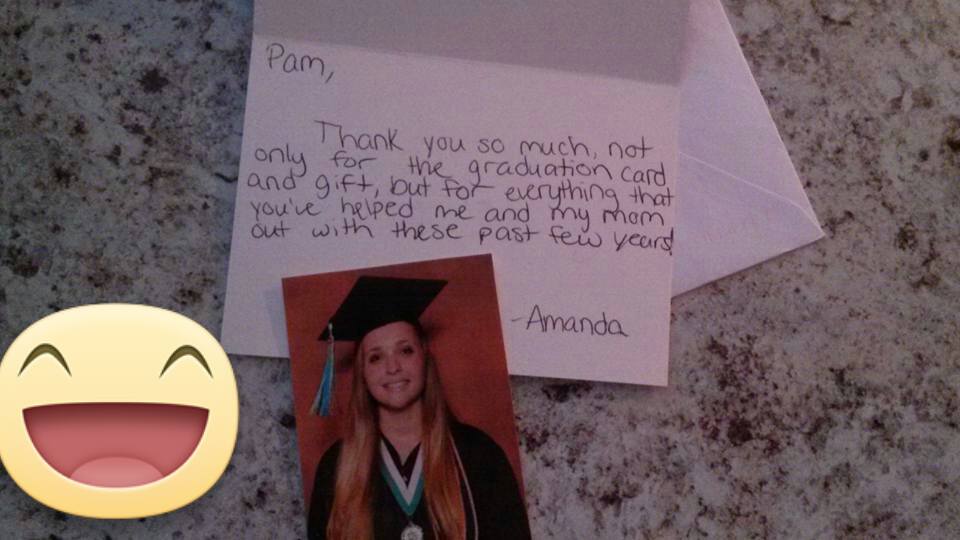 Pam,
Thank you so much, not
only for the graduation card
and gift, but for everything that
you've helped me and my mom
out with these past few years!
-Amanda